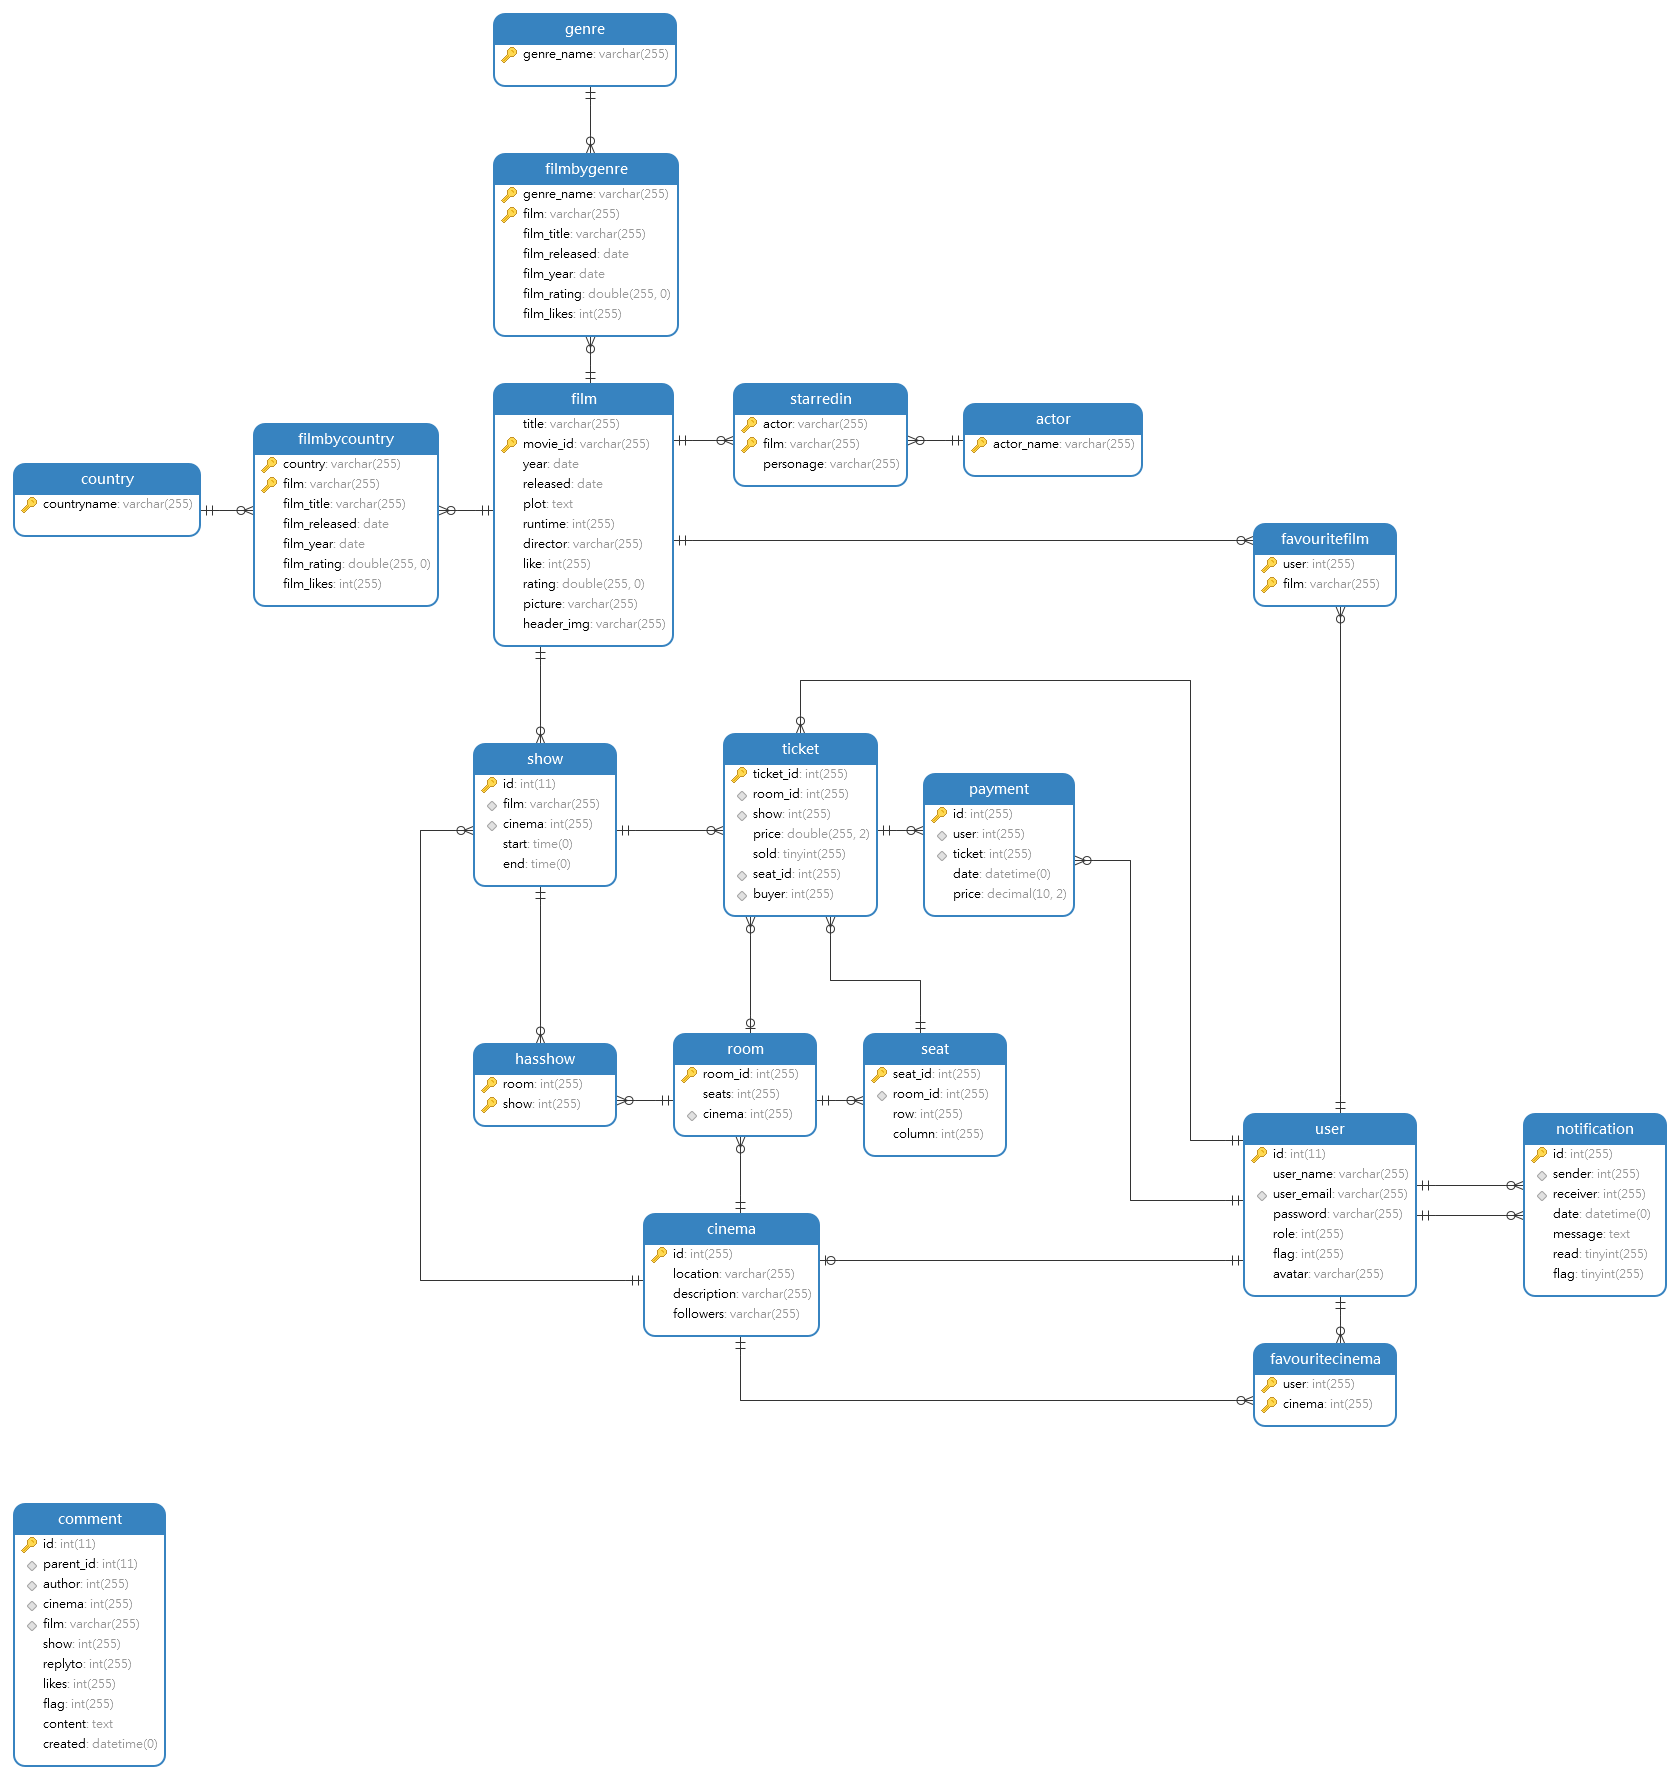 genre
genre_name: varchar(255)
filmbygenre
genre_name: varchar(255)
film: varchar(255)
film_title: varchar(255)
film_released: date
film_year: date
film_rating: double(255, 0)
film_likes: int(255)
film
title: varchar(255)
movie_id: varchar(255)
year: date
released: date
plot: text
runtime: int(255)
director: varchar(255)
like: int(255)
rating: double(255, 0)
picture: varchar(255)
header_img: varchar(255)
starredin
actor: varchar(255)
film: varchar(255)
personage: varchar(255)
actor
actor_name: varchar(255)
filmbycountry
country: varchar(255)
film: varchar(255)
film_title: varchar(255)
film_released: date
film_year: date
film_rating: double(255, 0)
film_likes: int(255)
country
countryname: varchar(255)
favouritefilm
user: int(255)
film: varchar(255)
show
id: int(11)
film: varchar(255)
cinema: int(255)
start: time(0)
end: time(0)
ticket
ticket_id: int(255)
room_id: int(255)
show: int(255)
price: double(255, 2)
sold: tinyint(255)
seat_id: int(255)
buyer: int(255)
payment
id: int(255)
user: int(255)
ticket: int(255)
date: datetime(0)
price: decimal(10, 2)
hasshow
room: int(255)
show: int(255)
room
room_id: int(255)
seats: int(255)
cinema: int(255)
seat
seat_id: int(255)
room_id: int(255)
row: int(255)
column: int(255)
user
id: int(11)
user_name: varchar(255)
user_email: varchar(255)
password: varchar(255)
role: int(255)
flag: int(255)
avatar: varchar(255)
notification
id: int(255)
sender: int(255)
receiver: int(255)
date: datetime(0)
message: text
read: tinyint(255)
flag: tinyint(255)
cinema
id: int(255)
location: varchar(255)
description: varchar(255)
followers: varchar(255)
favouritecinema
user: int(255)
cinema: int(255)
comment
id: int(11)
parent_id: int(11)
author: int(255)
cinema: int(255)
film: varchar(255)
show: int(255)
replyto: int(255)
likes: int(255)
flag: int(255)
content: text
created: datetime(0)